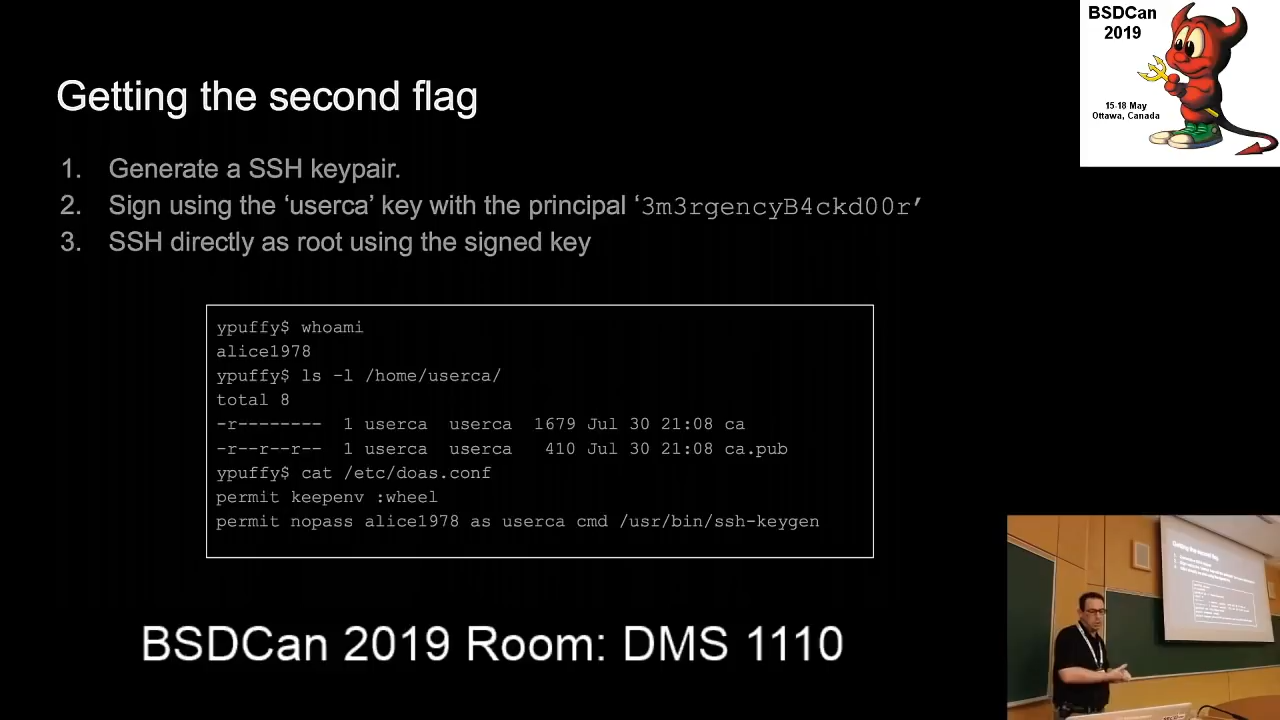 BSDCan
2019
15-18 May
Ottawa, Canada
Getting the second flag
1. Generate a SSH keypair.
2. Sign using the ‘userca’ key with the principal ‘3m3rgencyB4ckd00r’
3. SSH directly as root using the signed key
ypuffy$ whoami
alice1978
ypuffy$ ls -l /home/userca/
total 8
-r-------- 1 userca userca 1679 Jul 30 21:08 ca
-r--r--r-- 1 userca userca 410 Jul 30 21:08 ca.pub
ypuffy$ cat /etc/doas.conf
permit keepenv :wheel
permit nopass alice1978 as userca cmd /usr/bin/ssh-keygen
BSDCan 2019 Room: DMS 1110
Getting the second flag